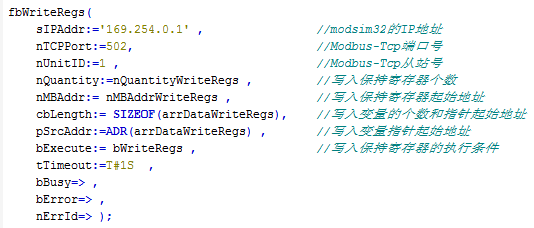 fbWriteRegs(
sIPAddr:='169.254.0.1' , //modsim32的IP地址
nTCPPort:=502, //Modbus-Tcp端口号
nUnitID:=1 , //Modbus-Tcp从站号
nQuantity:=nQuantityWriteRegs , //写入保持寄存器个数
nMBAddr:= nMBAddrWriteRegs , //写入保持寄存器起始地址
cbLength:= SIZEOF(arrDataWriteRegs), //写入变量的个数和指针起始地址
pSrcAddr:=ADR(arrDataWriteRegs) , //写入变量指针起始地址
bExecute:= bWriteRegs , //写入保持寄存器的执行条件
tTimeout:=T#1S ,
bBusy=> ,
bError=> ,
nErrId=> );